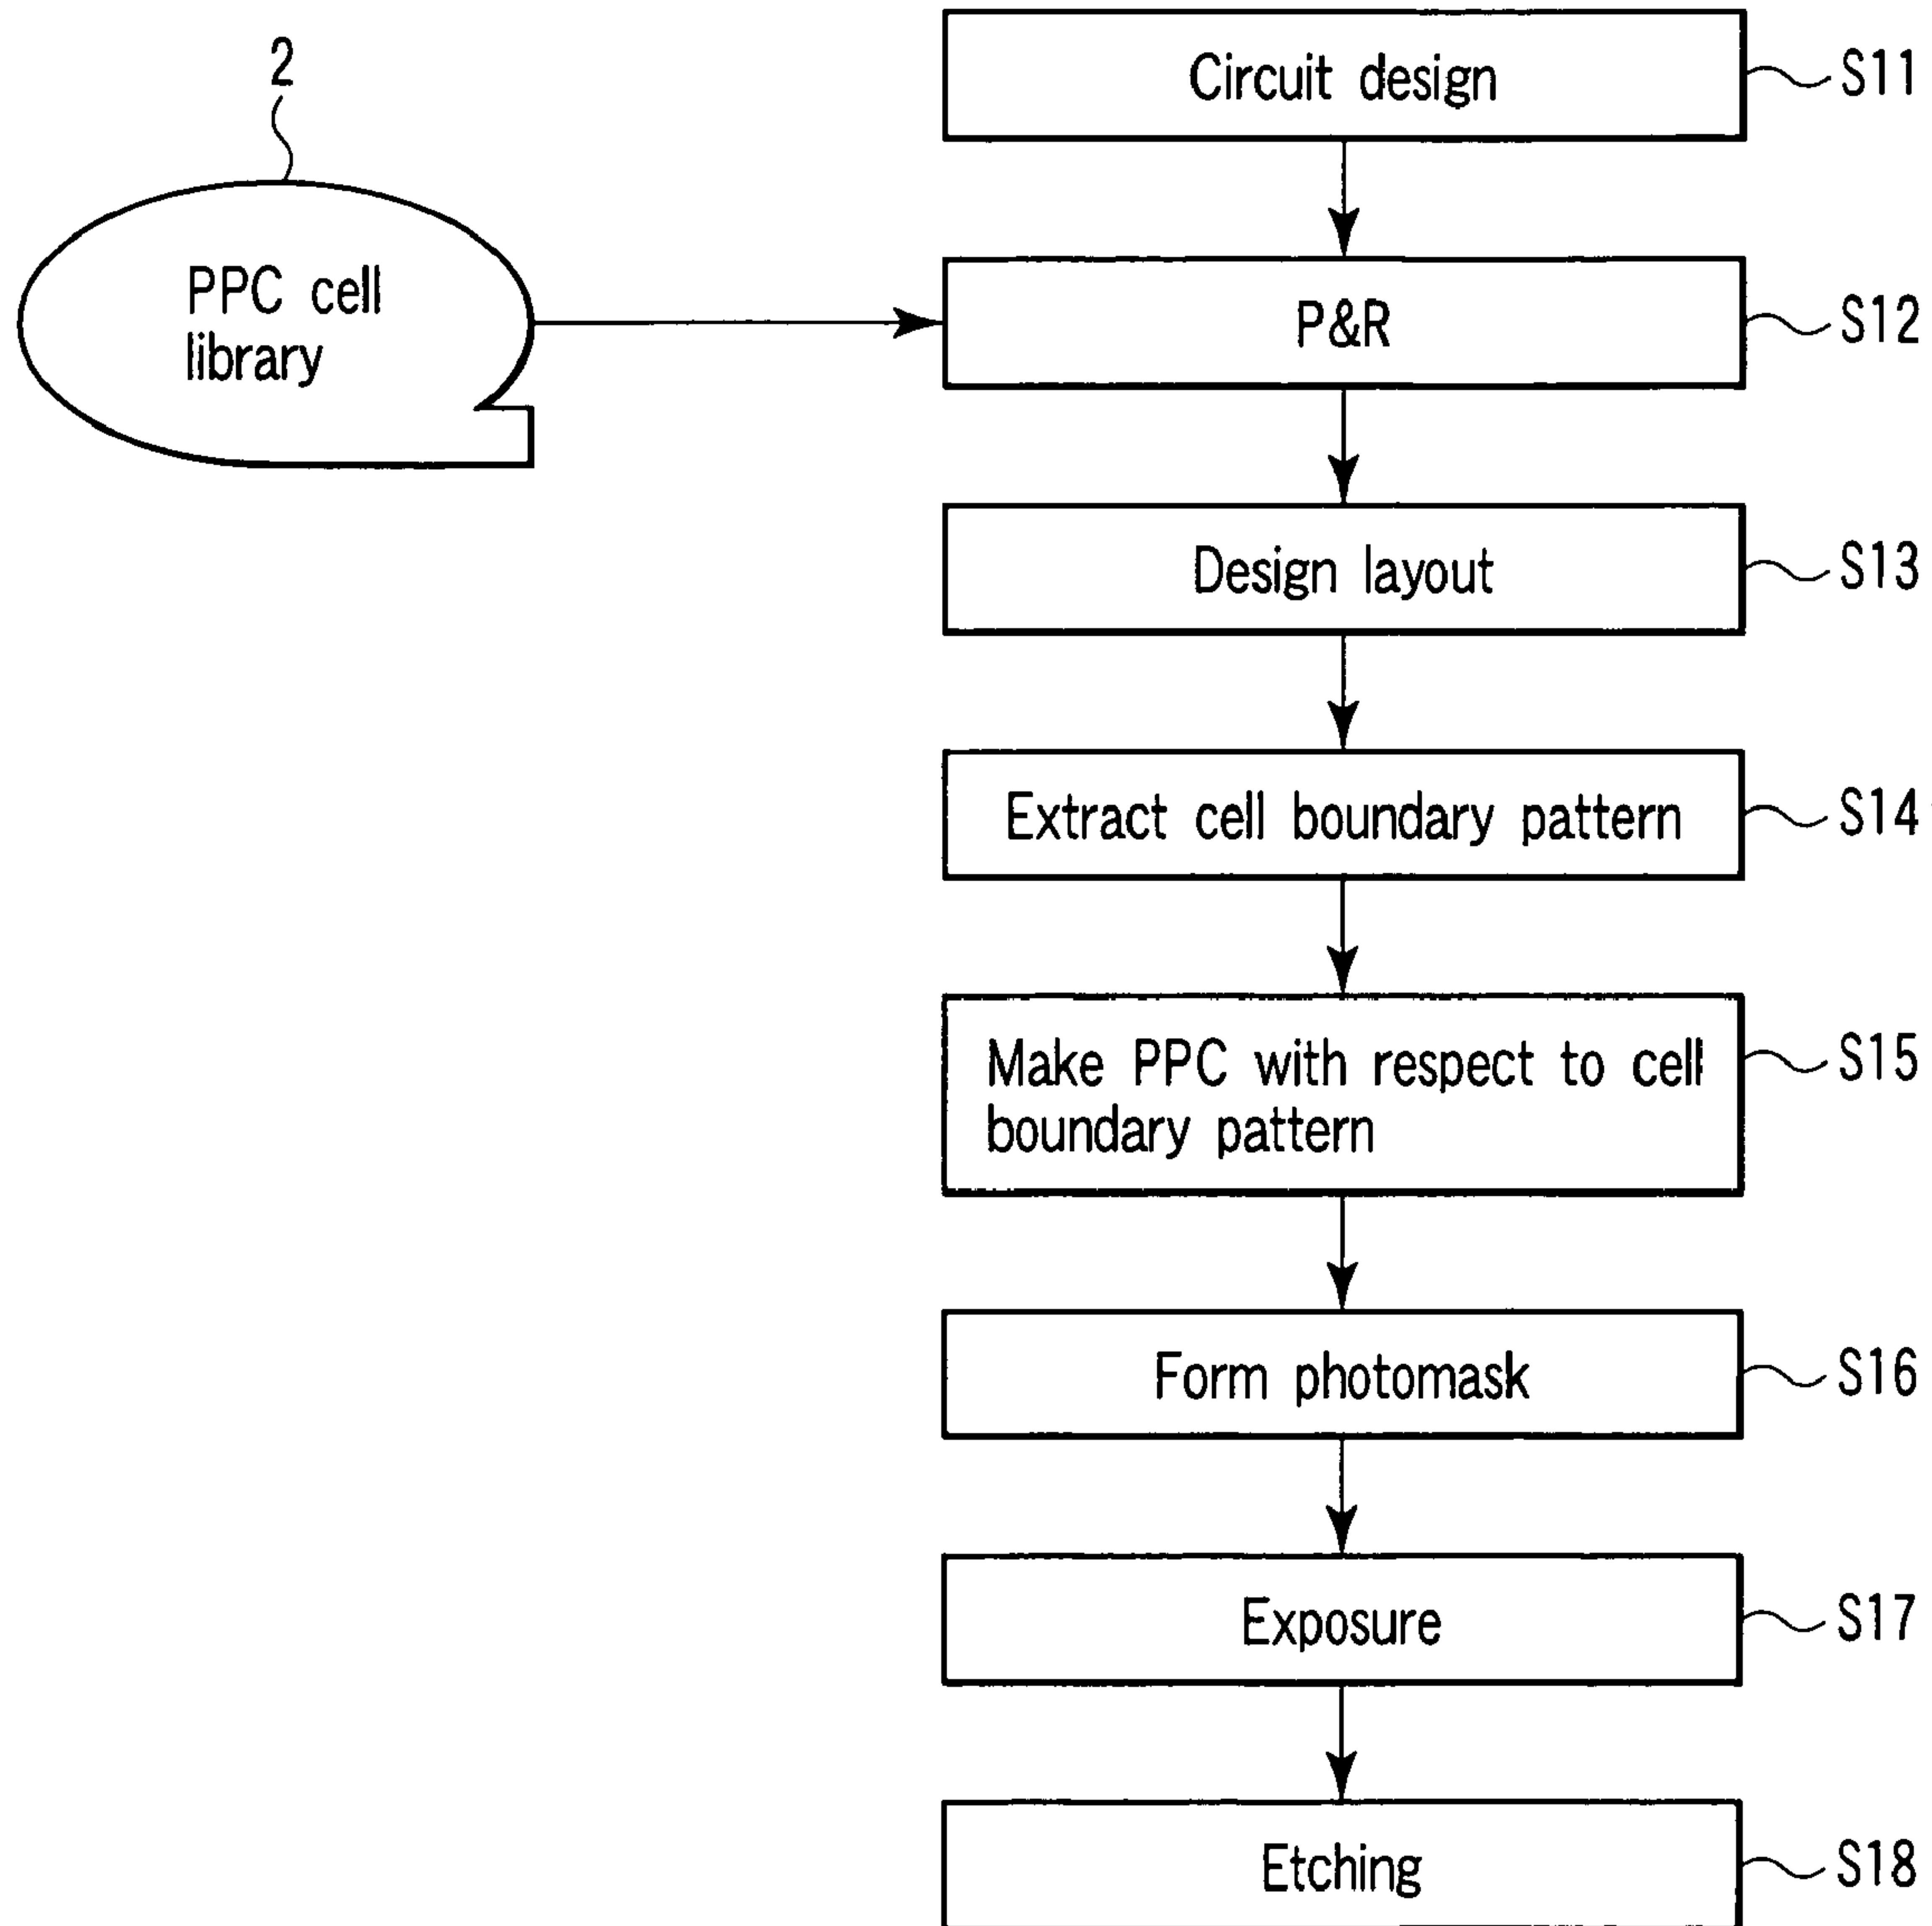 Circuit design
S11
2
PPC cell
library
P&R
S12
Design layout
S13
Extract cell boundary pattern
S14
Make PPC with respect to cell
boundary pattern
S15
Form photomask
S16
Exposure
S17
Etching
S18